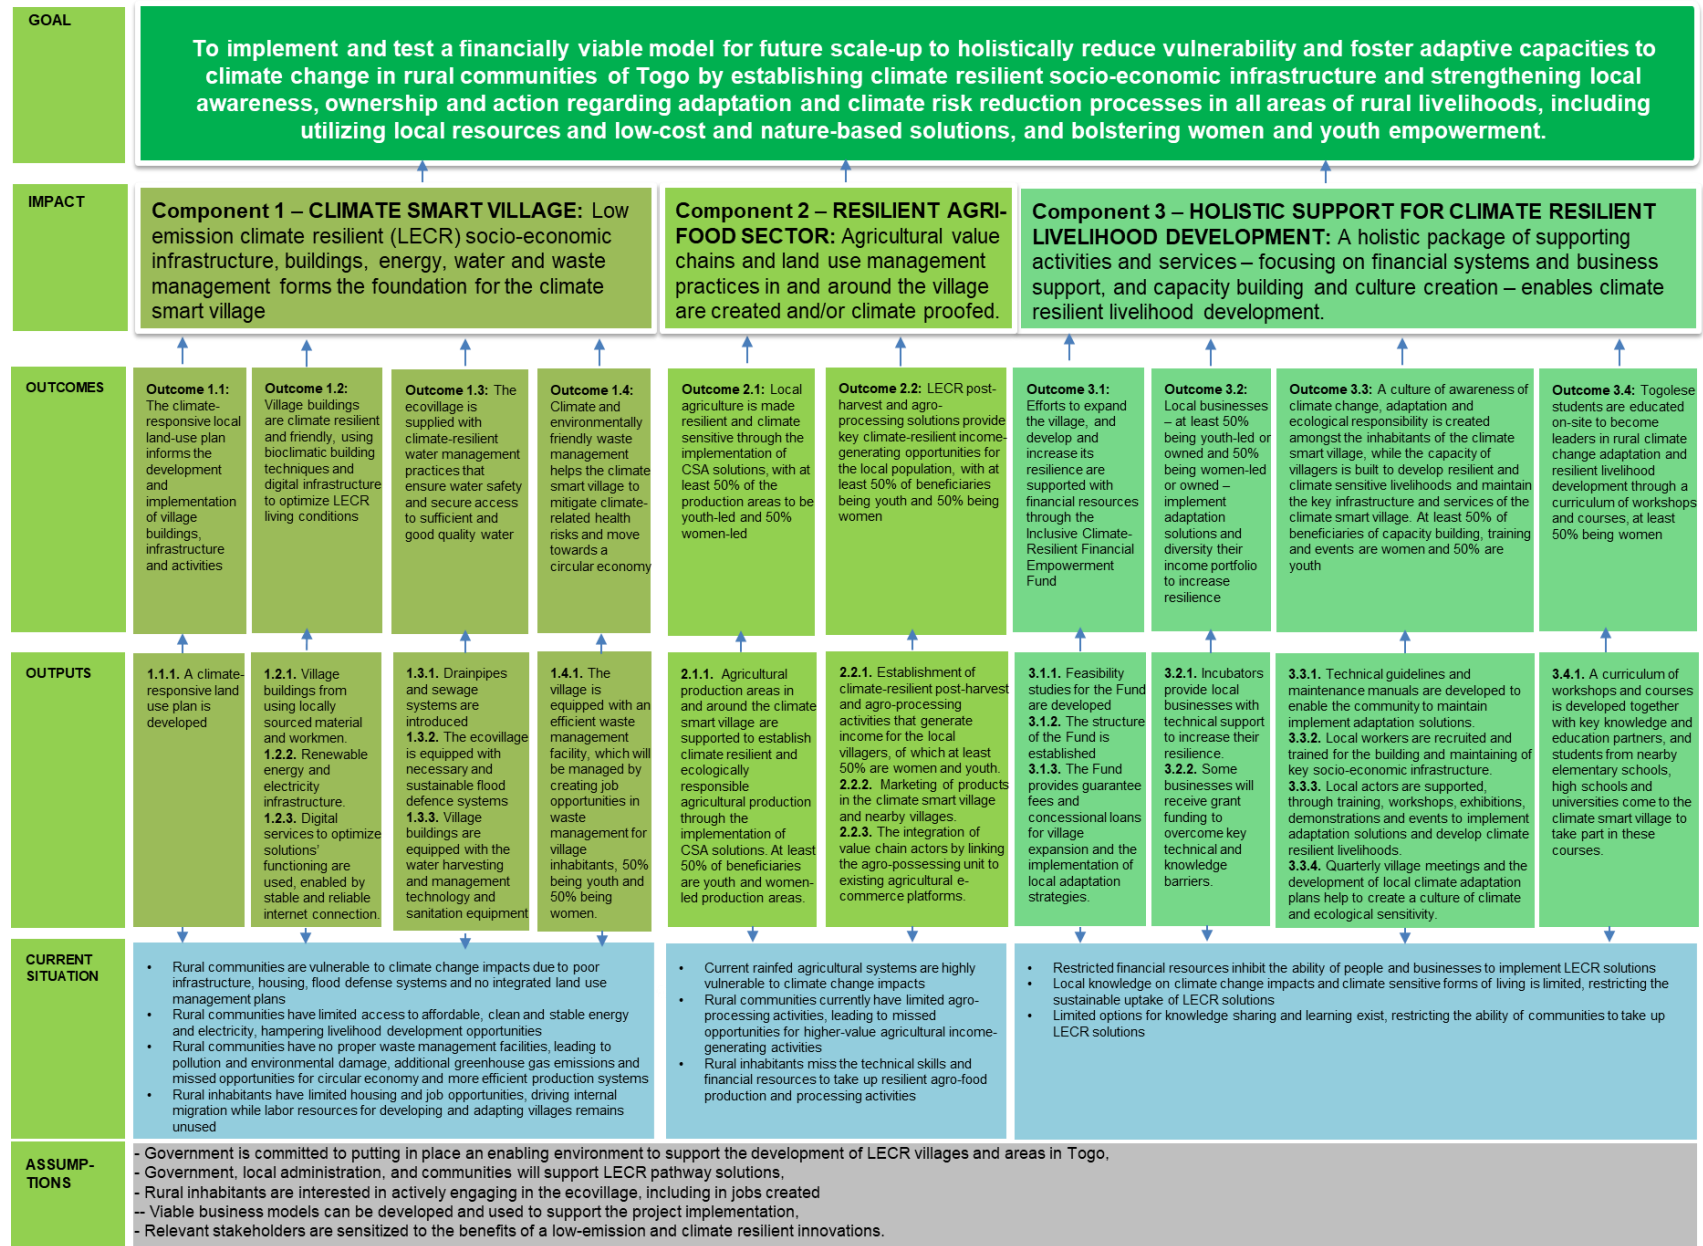 GOAL
To implement and test a financially viable model for future scale-up to holistically reduce vulnerability and foster adaptive capacities to
climate change in rural communities of Togo by establishing climate resilient socio-economic infrastructure and strengthening local
awareness, ownership and action regarding adaptation and climate risk reduction processes in all areas of rural livelihoods, including
utilizing local resources and low-cost and nature-based solutions, and bolstering women and youth empowerment.
IMPACT
Component 1 – CLIMATE SMART VILLAGE: Low
emission climate resilient (LECR) socio-economic
infrastructure, buildings, energy, water and waste
management forms the foundation for the climate
smart village
Component 2 – RESILIENT AGRI-
FOOD SECTOR: Agricultural value
chains and land use management
practices in and around the village
are created and/or climate proofed.
Component 3 – HOLISTIC SUPPORT FOR CLIMATE RESILIENT
LIVELIHOOD DEVELOPMENT: A holistic package of supporting
activities and services – focusing on financial systems and business
support, and capacity building and culture creation – enables climate
resilient livelihood development.
OUTCOMES
Outcome 1.1:
The climate-
responsive local
land-use plan
informs the
development
and
implementation
of village
buildings,
infrastructure
and activities
Outcome 1.2:
Village buildings
are climate resilient
and friendly, using
bioclimatic building
techniques and
digital infrastructure
to optimize LECR
living conditions
Outcome 1.3: The
ecovillage is
supplied with
climate-resilient
water management
practices that
ensure water safety
and secure access
to sufficient and
good quality water
Outcome 1.4:
Climate and
environmentally
friendly waste
management
helps the climate
smart village to
mitigate climate-
related health
risks and move
towards a
circular economy
Outcome 2.1: Local
agriculture is made
resilient and climate
sensitive through the
implementation of
CSA solutions, with at
least 50% of the
production areas to be
youth-led and 50%
women-led
Outcome 2.2: LECR post-
harvest and agro-
processing solutions provide
key climate-resilient income-
generating opportunities for
the local population, with at
least 50% of beneficiaries
being youth and 50% being
women
Outcome 3.1:
Efforts to expand
the village, and
develop and
increase its
resilience are
supported with
financial resources
through the
Inclusive Climate-
Resilient Financial
Empowerment
Fund
Outcome 3.2:
Local businesses
– at least 50%
being youth-led or
owned and 50%
being women-led
or owned –
implement
adaptation
solutions and
diversity their
income portfolio
to increase
resilience
Outcome 3.3: A culture of awareness of
climate change, adaptation and
ecological responsibility is created
amongst the inhabitants of the climate
smart village, while the capacity of
villagers is built to develop resilient and
climate sensitive livelihoods and maintain
the key infrastructure and services of the
climate smart village. At least 50% of
beneficiaries of capacity building, training
and events are women and 50% are
youth
Outcome 3.4: Togolese
students are educated
on-site to become
leaders in rural climate
change adaptation and
resilient livelihood
development through a
curriculum of workshops
and courses, at least
50% being women
OUTPUTS
1.1.1. A climate-
responsive land
use plan is
developed
1.2.1. Village
buildings from
using locally
sourced material
and workmen.
1.2.2. Renewable
energy and
electricity
infrastructure.
1.2.3. Digital
services to optimize
solutions'
functioning are
used, enabled by
stable and reliable
internet connection.
1.3.1. Drainpipes
and sewage
systems are
introduced
1.3.2. The ecovillage
is equipped with
necessary and
sustainable flood
defence systems
1.3.3. Village
buildings are
equipped with the
water harvesting
and management
technology and
sanitation equipment
1.4.1. The
village is
equipped with an
efficient waste
management
facility, which will
be managed by
creating job
opportunities in
waste
management for
village
inhabitants, 50%
being youth and
50% being
women.
2.1.1. Agricultural
production areas in
and around the climate
smart village are
supported to establish
climate resilient and
ecologically
responsible
agricultural production
through the
implementation of
CSA solutions. At least
50% of beneficiaries
are youth and women-
led production areas.
2.2.1. Establishment of
climate-resilient post-harvest
and agro-processing
activities that generate
income for the local
villagers, of which at least
50% are women and youth.
2.2.2. Marketing of products
in the climate smart village
and nearby villages.
2.2.3. The integration of
value chain actors by linking
the agro-possessing unit to
existing agricultural e-
commerce platforms.
3.1.1. Feasibility
studies for the Fund
are developed
3.1.2. The structure
of the Fund is
established
3.1.3. The Fund
provides guarantee
fees and
concessional loans
for village
expansion and the
implementation of
local adaptation
strategies.
3.2.1. Incubators
provide local
businesses with
technical support
to increase their
resilience.
3.2.2. Some
businesses will
receive grant
funding to
overcome key
technical and
knowledge
barriers.
3.3.1. Technical guidelines and
maintenance manuals are developed to
enable the community to maintain
implement adaptation solutions.
3.3.2. Local workers are recruited and
trained for the building and maintaining of
key socio-economic infrastructure.
3.3.3. Local actors are supported,
through training, workshops, exhibitions,
demonstrations and events to implement
adaptation solutions and develop climate
resilient livelihoods.
3.3.4. Quarterly village meetings and the
development of local climate adaptation
plans help to create a culture of climate
and ecological sensitivity.
3.4.1. A curriculum of
workshops and courses
is developed together
with key knowledge and
education partners, and
students from nearby
elementary schools,
high schools and
universities come to the
climate smart village to
take part in these
courses.
CURRENT
SITUATION
• Rural communities are vulnerable to climate change impacts due to poor
infrastructure, housing, flood defense systems and no integrated land use
management plans
• Rural communities have limited access to affordable, clean and stable energy
and electricity, hampering livelihood development opportunities
• Rural communities have no proper waste management facilities, leading to
pollution and environmental damage, additional greenhouse gas emissions and
missed opportunities for circular economy and more efficient production systems
• Rural inhabitants have limited housing and job opportunities, driving internal
migration while labor resources for developing and adapting villages remains
unused
• Current rainfed agricultural systems are highly
vulnerable to climate change impacts
• Rural communities currently have limited agro-
processing activities, leading to missed
opportunities for higher-value agricultural income-
generating activities
• Rural inhabitants miss the technical skills and
financial resources to take up resilient agro-food
production and processing activities
• Restricted financial resources inhibit the ability of people and businesses to implement LECR solutions
• Local knowledge on climate change impacts and climate sensitive forms of living is limited, restricting the
sustainable uptake of LECR solutions
• Limited options for knowledge sharing and learning exist, restricting the ability of communities to take up
LECR solutions
ASSUMP-
TIONS
- Government is committed to putting in place an enabling environment to support the development of LECR villages and areas in Togo,
- Government, local administration, and communities will support LECR pathway solutions,
- Rural inhabitants are interested in actively engaging in the ecovillage, including in jobs created
-- Viable business models can be developed and used to support the project implementation,
- Relevant stakeholders are sensitized to the benefits of a low-emission and climate resilient innovations.